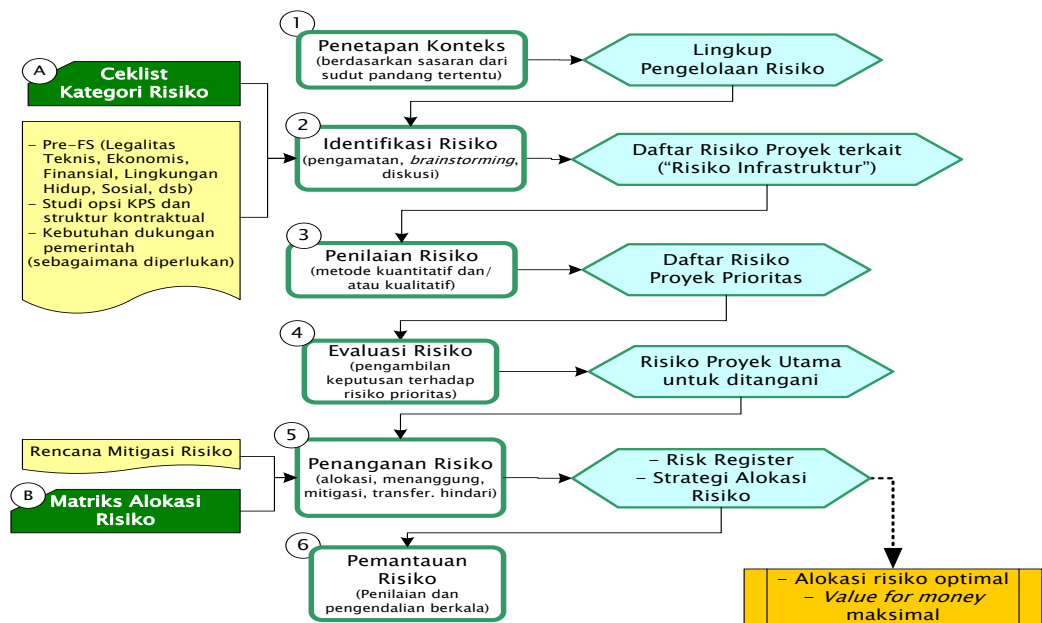 1
Penetapan Konteks
(berdasarkan sasaran dari
sudut pandang tertentu)
Lingkup
Pengelolaan Risiko
A
Ceklist
Kategori Risiko
– Pre–FS (Legalitas
Teknis, Ekonomis,
Finansial, Lingkungan
Hidup, Sosial, dsb)
– Studi opsi KPS dan
struktur kontraktual
– Kebutuhan dukungan
pemerintah
(sebagaimana diperlukan)
2
Identifikasi Risiko
(pengamatan, brainstorming,
diskusi)
Daftar Risiko Proyek terkait
(“Risiko Infrastruktur”)
3
Penilaian Risiko
(metode kuantitatif dan/
atau kualitatif)
Daftar Risiko
Proyek Prioritas
4
Evaluasi Risiko
(pengambilan
keputusan terhadap
risiko prioritas)
Risiko Proyek Utama
untuk ditangani
Rencana Mitigasi Risiko
B
Matriks Alokasi
Risiko
5
Penanganan Risiko
(alokasi, menanggung,
mitigasi, transfer. hindari)
– Risk Register
– Strategi Alokasi
Risiko
6
Pemantauan
Risiko
(Penilaian dan
pengendalian berkala)
– Alokasi risiko optimal
– Value for money
maksimal